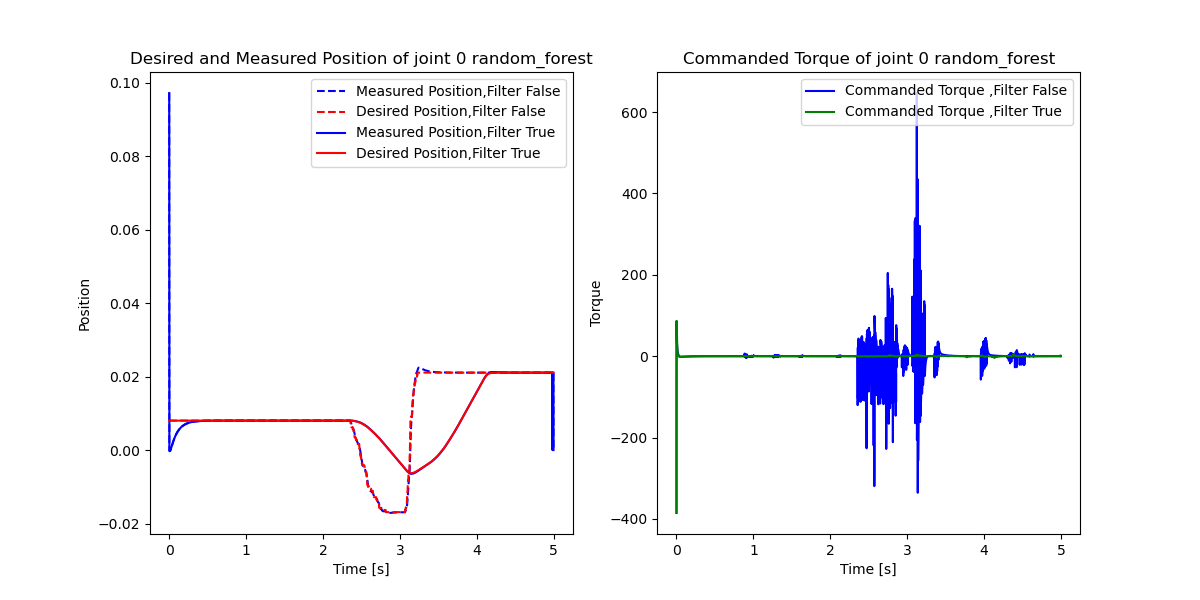 Desired and Measured Position of joint 0 random_forest
Measured Position,Filter False
Desired Position,Filter False
Measured Position,Filter True
Desired Position,Filter True
0.10
0.08
0.06
0.04
0.02
0.00
−0.02
Position
0
1
2
3
4
5
Time [s]
Commanded Torque of joint 0 random_forest
Commanded Torque ,Filter False
Commanded Torque ,Filter True
600
400
200
0
−200
−400
Torque
0
1
2
3
4
5
Time [s]